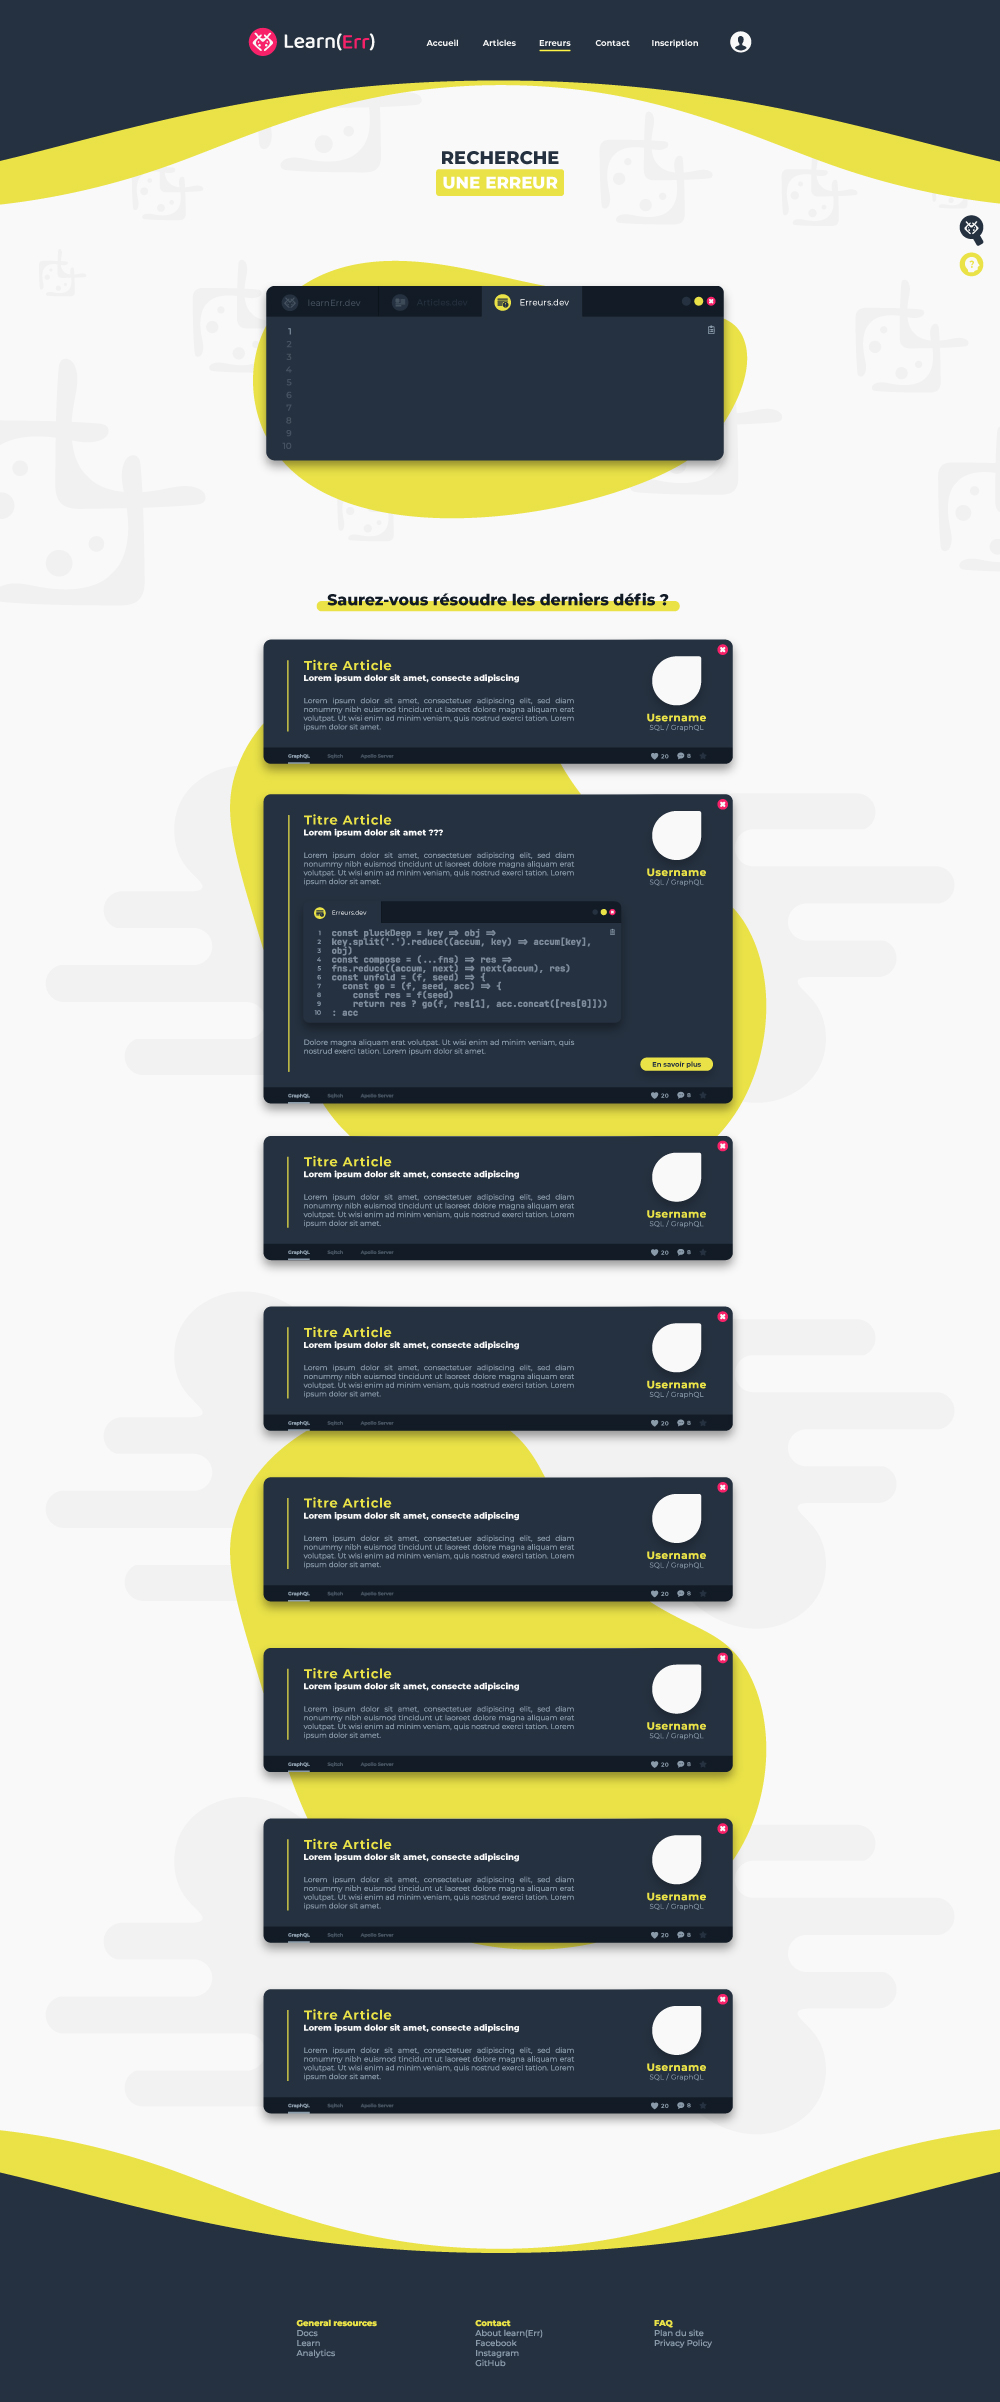 Learn(Err)
Accueil Articles Erreurs Contact Inscription
RECHERCHE
UNE ERREUR
learnErr.dev Articles.dev Erreurs.dev
1
2
3
4
5
6
7
8
9
10
Saurez-vous résoudre les derniers défis ?
Titre Article
Lorem ipsum dolor sit amet, consecte adipiscing
Lorem ipsum dolor sit amet, consectetuer adipiscing elit, sed diam
nonummy nibh euismod tincidunt ut laoreet dolore magna aliquam erat
volutpat. Ut wisi enim ad minim veniam, quis nostrud exerci tation. Lorem
ipsum dolor sit amet.
Username
SQL / GraphQL
GraphQL Sqitch Apollo Server 20 8
Titre Article
Lorem ipsum dolor sit amet ???
Lorem ipsum dolor sit amet, consectetuer adipiscing elit, sed diam
nonummy nibh euismod tincidunt ut laoreet dolore magna aliquam erat
volutpat. Ut wisi enim ad minim veniam, quis nostrud exerci tation. Lorem
ipsum dolor sit amet.
Username
SQL / GraphQL
Erreurs.dev
1 const pluckDeep = key => obj =>
2 key.split('.').reduce((accum, key) => accum[key],
3 obj)
4 const compose = (...fns) => res =>
5 fns.reduce((accum, next) => next(accum), res)
6 const unfold = (f, seed) => {
7 const go = (f, seed, acc) => {
8 const res = f(seed)
9 return res ? go(f, res[1], acc.concat([res[0]]))
10 : acc
Dolore magna aliquam erat volutpat. Ut wisi enim ad minim veniam, quis
nostrud exerci tation. Lorem ipsum dolor sit amet.
En savoir plus
GraphQL Sqitch Apollo Server 20 8
Titre Article
Lorem ipsum dolor sit amet, consecte adipiscing
Lorem ipsum dolor sit amet, consectetuer adipiscing elit, sed diam
nonummy nibh euismod tincidunt ut laoreet dolore magna aliquam erat
volutpat. Ut wisi enim ad minim veniam, quis nostrud exerci tation. Lorem
ipsum dolor sit amet.
Username
SQL / GraphQL
GraphQL Sqitch Apollo Server 20 8
Titre Article
Lorem ipsum dolor sit amet, consecte adipiscing
Lorem ipsum dolor sit amet, consectetuer adipiscing elit, sed diam
nonummy nibh euismod tincidunt ut laoreet dolore magna aliquam erat
volutpat. Ut wisi enim ad minim veniam, quis nostrud exerci tation. Lorem
ipsum dolor sit amet.
Username
SQL / GraphQL
GraphQL Sqitch Apollo Server 20 8
Titre Article
Lorem ipsum dolor sit amet, consecte adipiscing
Lorem ipsum dolor sit amet, consectetuer adipiscing elit, sed diam
nonummy nibh euismod tincidunt ut laoreet dolore magna aliquam erat
volutpat. Ut wisi enim ad minim veniam, quis nostrud exerci tation. Lorem
ipsum dolor sit amet.
Username
SQL / GraphQL
GraphQL Sqitch Apollo Server 20 8
Titre Article
Lorem ipsum dolor sit amet, consecte adipiscing
Lorem ipsum dolor sit amet, consectetuer adipiscing elit, sed diam
nonummy nibh euismod tincidunt ut laoreet dolore magna aliquam erat
volutpat. Ut wisi enim ad minim veniam, quis nostrud exerci tation. Lorem
ipsum dolor sit amet.
Username
SQL / GraphQL
GraphQL Sqitch Apollo Server 20 8
Titre Article
Lorem ipsum dolor sit amet, consecte adipiscing
Lorem ipsum dolor sit amet, consectetuer adipiscing elit, sed diam
nonummy nibh euismod tincidunt ut laoreet dolore magna aliquam erat
volutpat. Ut wisi enim ad minim veniam, quis nostrud exerci tation. Lorem
ipsum dolor sit amet.
Username
SQL / GraphQL
GraphQL Sqitch Apollo Server 20 8
Titre Article
Lorem ipsum dolor sit amet, consecte adipiscing
Lorem ipsum dolor sit amet, consectetuer adipiscing elit, sed diam
nonummy nibh euismod tincidunt ut laoreet dolore magna aliquam erat
volutpat. Ut wisi enim ad minim veniam, quis nostrud exerci tation. Lorem
ipsum dolor sit amet.
Username
SQL / GraphQL
GraphQL Sqitch Apollo Server 20 8
General resources
Docs
Learn
Analytics
Contact
About learn(Err)
Facebook
Instagram
GitHub
FAQ
Plan du site
Privacy Policy